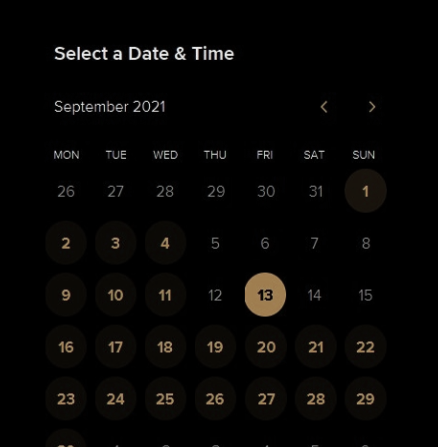 Select a Date & Time
September 2021
MON TUE WED THU FRI SAT SUN
26 27 28 29 30 31 1
2 3 4 5 6 7 8
9 10 11 12 13 14 15
16 17 18 19 20 21 22
23 24 25 26 27 28 29